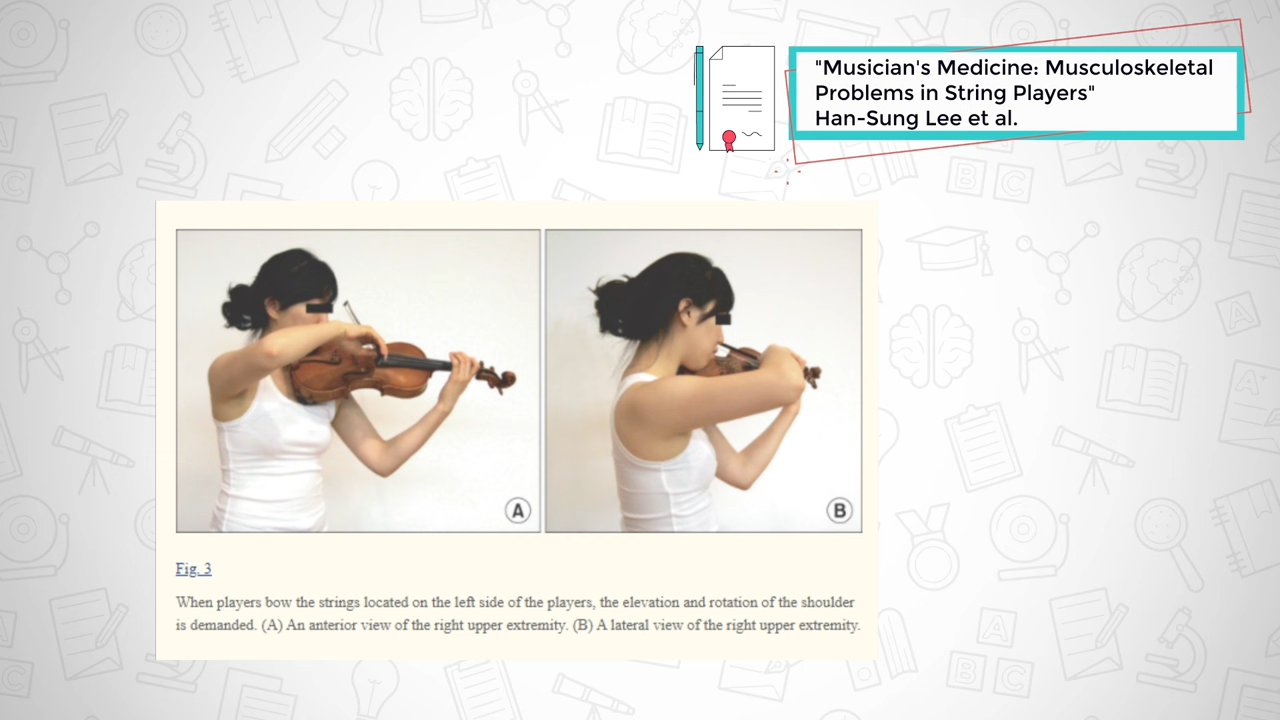 "Musician's Medicine: Musculoskeletal
Problems in String Players"
Han-Sung Lee et al.
A
B
Fig. 3
When players bow the strings located on the left side of the players, the elevation and rotation of the shoulder
is demanded. (A) An anterior view of the right upper extremity. (B) A lateral view of the right upper extremity.
A
B C
C
A
A+
A
B C